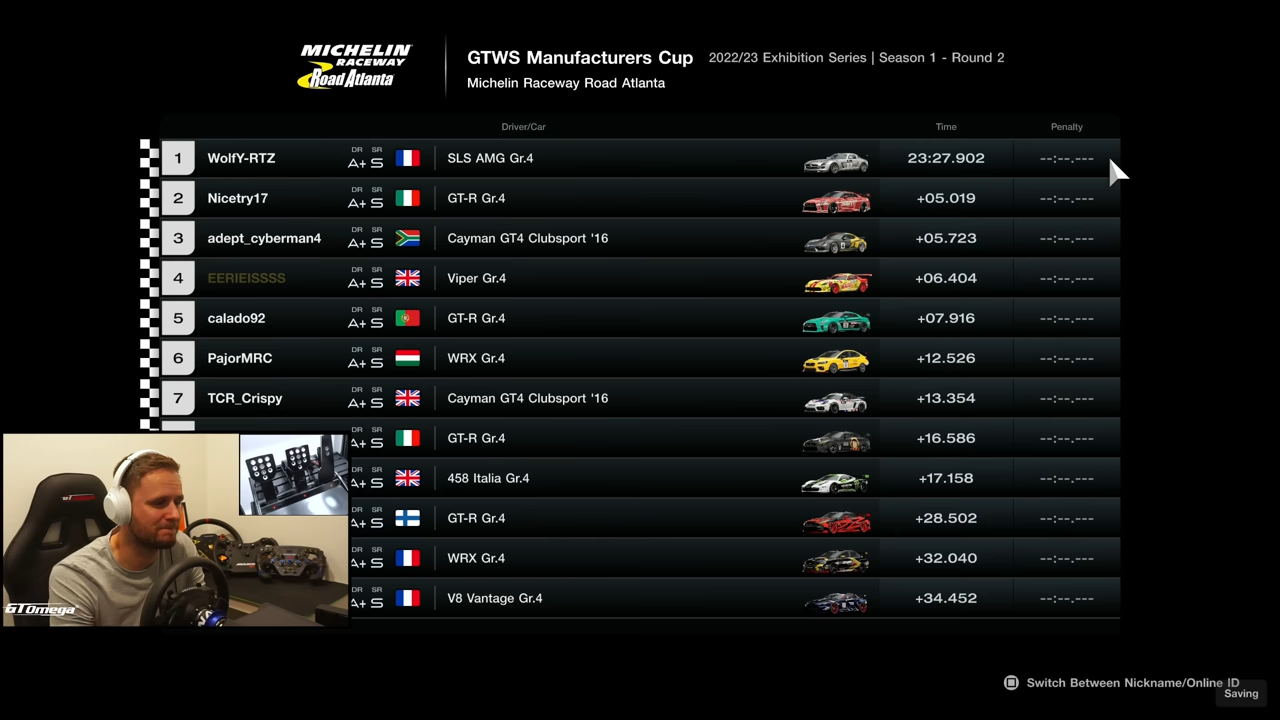 MICHELIN
RACEWAY
Road Atlanta
GTWS Manufacturers Cup 2022/23 Exhibition Series | Season 1 - Round 2
Michelin Raceway Road Atlanta
Driver/Car Time Penalty
1 WolfY-RTZ DR A+ SR S SLS AMG Gr.4 23:27.902 --:--.---
2 Nicetry17 DR A+ SR S GT-R Gr.4 +05.019 --:--.---
3 adept_cyberman4 DR A+ SR S Cayman GT4 Clubsport '16 +05.723 --:--.---
4 EERIEISSSS DR A+ SR S Viper Gr.4 +06.404 --:--.---
5 calado92 DR A+ SR S GT-R Gr.4 +07.916 --:--.---
6 PajorMRC DR A+ SR S WRX Gr.4 +12.526 --:--.---
7 TCR_Crispy DR A+ SR S Cayman GT4 Clubsport '16 +13.354 --:--.---
DR A+ SR S GT-R Gr.4 +16.586 --:--.---
DR A+ SR S 458 Italia Gr.4 +17.158 --:--.---
DR A+ SR S GT-R Gr.4 +28.502 --:--.---
DR A+ SR S WRX Gr.4 +32.040 --:--.---
DR A+ SR S V8 Vantage Gr.4 +34.452 --:--.---
GTOmega
Switch Between Nickname/Online ID
Saving